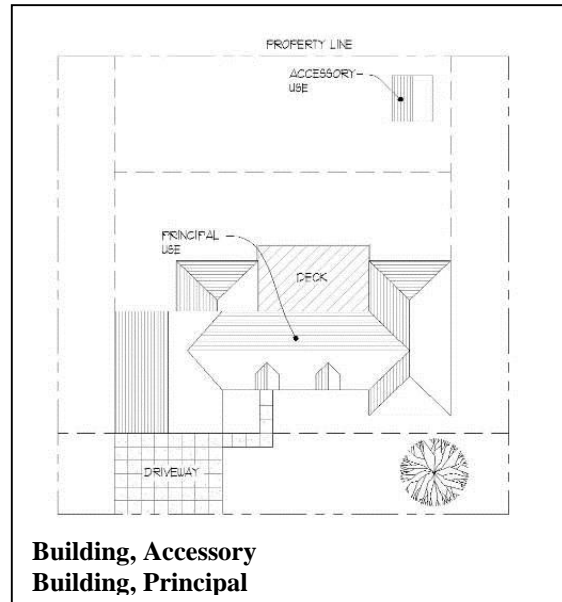 PROPERTY LINE
ACCESSORY
USE
PRINCIPAL
USE
DECK
DRIVEWAY
Building, Accessory
Building, Principal